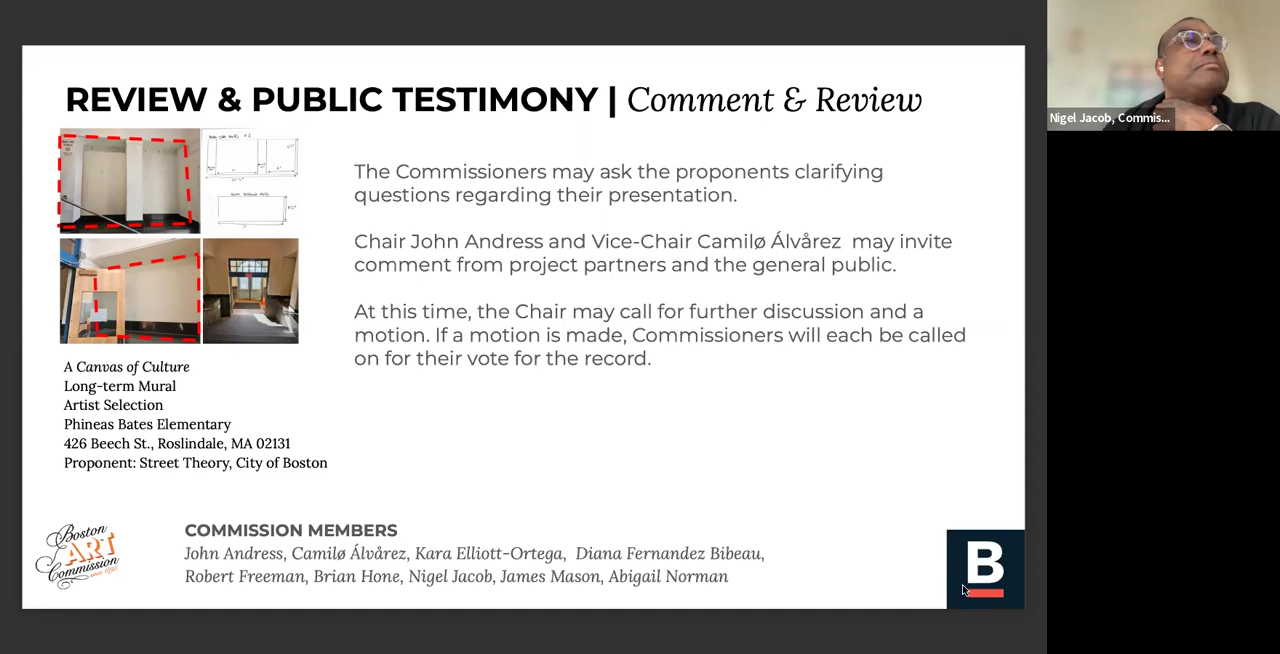 REVIEW & PUBLIC TESTIMONY | Comment & Review
The Commissioners may ask the proponents clarifying
questions regarding their presentation.
Chair John Andress and Vice-Chair Camilø Álvårez  may invite
comment from project partners and the general public.
At this time, the Chair may call for further discussion and a
motion. If a motion is made, Commissioners will each be called
on for their vote for the record.
A Canvas of Culture
Long-term Mural
Artist Selection
Phineas Bates Elementary
426 Beech St., Roslindale, MA 02131
Proponent: Street Theory, City of Boston
Boston
ART
Commission
since 1890
COMMISSION MEMBERS
John Andress, Camilø Álvårez, Kara Elliott-Ortega,  Diana Fernandez Bibeau,
Robert Freeman, Brian Hone, Nigel Jacob, James Mason, Abigail Norman
B
Nigel Jacob, Commis...